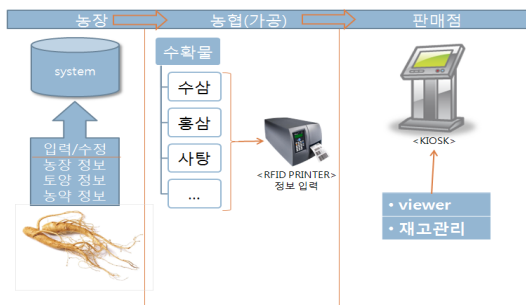 농장
농협(가공)
판매점
system
입력/수정
농장 정보
토양 정보
농약 정보
수확물
수삼
홍삼
사탕
...
<RFID PRINTER>
정보 입력
<KIOSK>
• viewer
• 재고관리